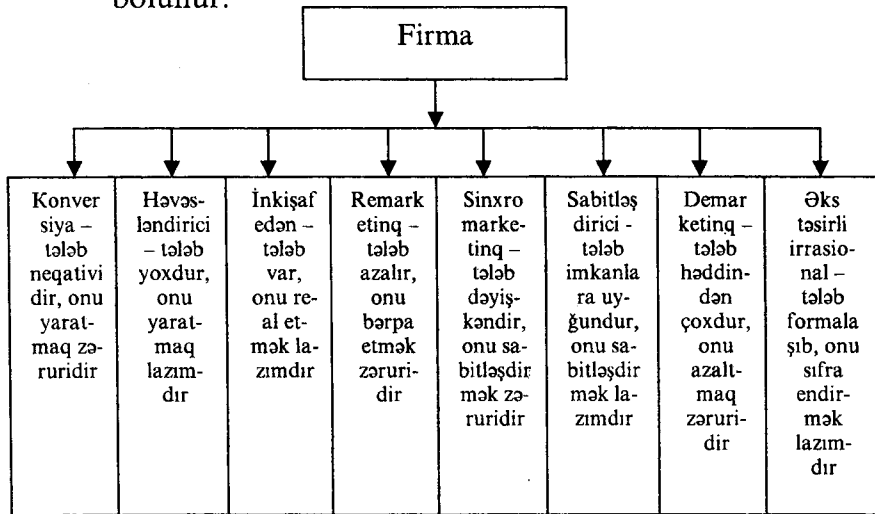 bölünür.
Firma
Konver
siya –
tələb
neqativi
dir, onu
yarat-
maq zə-
ruridir
Həvəs-
ləndirici
– tələb
yoxdur,
onu
yarat-
maq
lazım-
dır
İnkişaf
edən –
tələb
var,
onu re-
al et-
mək la-
zımdır
Remark
etinq –
tələb
azalır,
onu
bərpa
etmək
zəruri-
dir
Sinxro
marke-
tinq –
tələb
dəyiş-
kəndir,
onu sa-
bitləşdir
mək zə-
ruridir
Sabitləş
dirici -
tələb
imkanla
ra uy-
ğundur,
onu sa-
bitləşdir
mək la-
zımdır
Demar
ketinq –
tələb
həddin-
dən
çoxdur,
onu
azalt-
maq
zəruri-
dir
Əks
təsirli
irrasio-
nal –
tələb
formala
şıb, onu
sıfra
endir-
mək
lazım-
dır